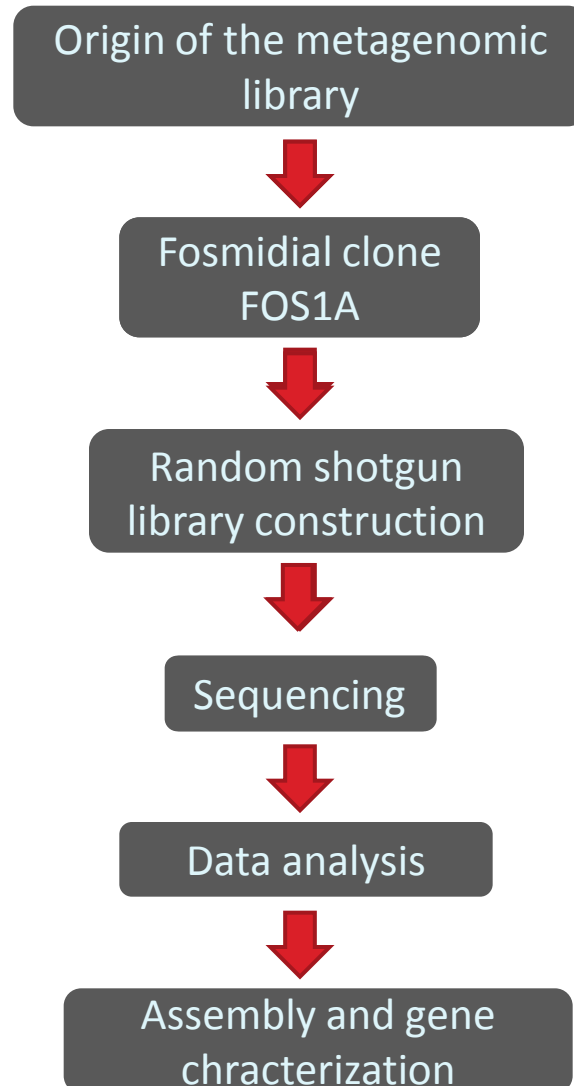 Origin of the metagenomic
library
Fosmidial clone
FOS1A
Random shotgun
library construction
Sequencing
Data analysis
Assembly and gene
chracterization